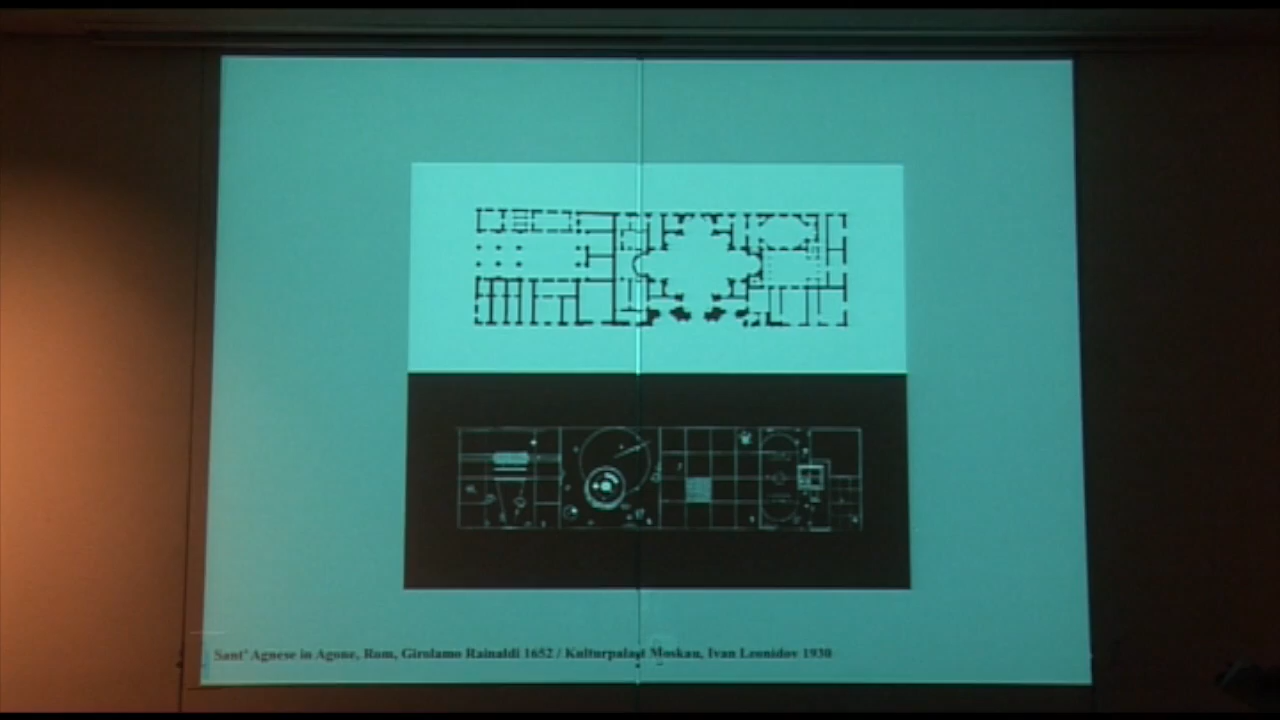 Sant' Agnese in Agone, Rom, Girolamo Rainaldi 1652 / Kulturpalast Moskau, Ivan Leonidov 1930